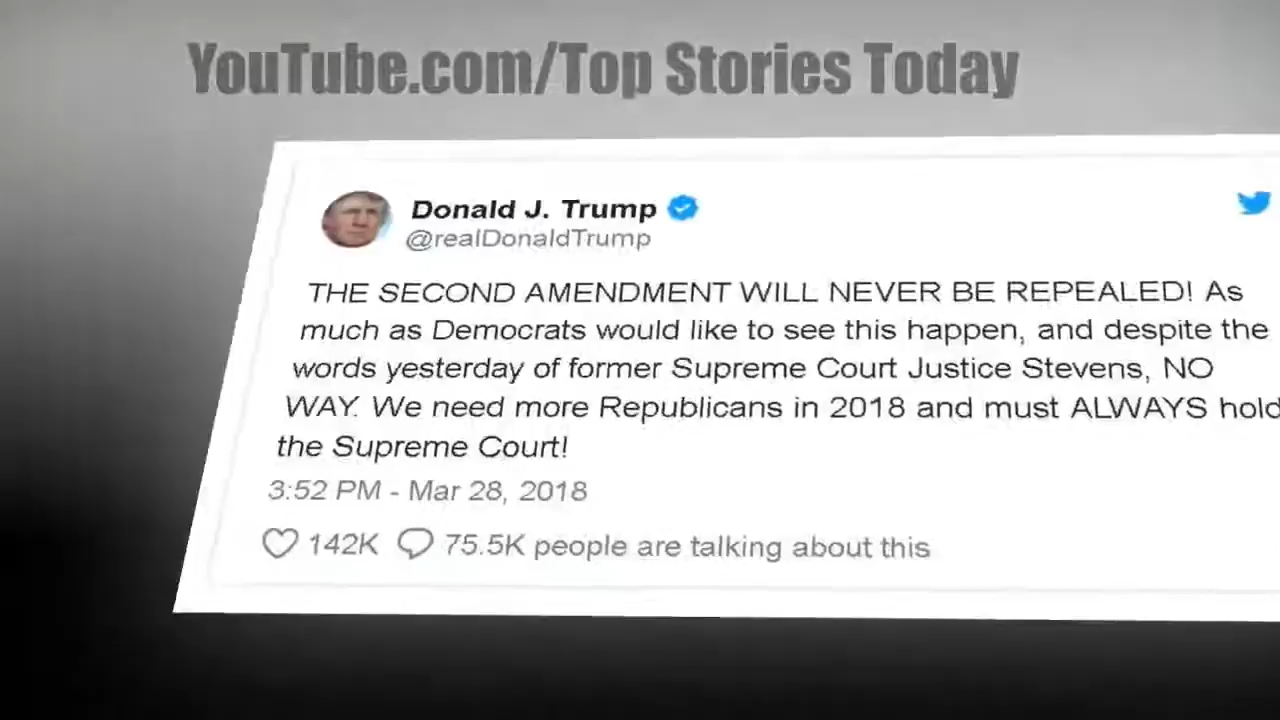 YouTube.com/Top Stories Today
Donald J. Trump
@realDonaldTrump
THE SECOND AMENDMENT WILL NEVER BE REPEALED! As
much as Democrats would like to see this happen, and despite the
words yesterday of former Supreme Court Justice Stevens, NO
WAY. We need more Republicans in 2018 and must ALWAYS hold
the Supreme Court!
3:52 PM - Mar 28, 2018
142K 75.5K people are talking about this